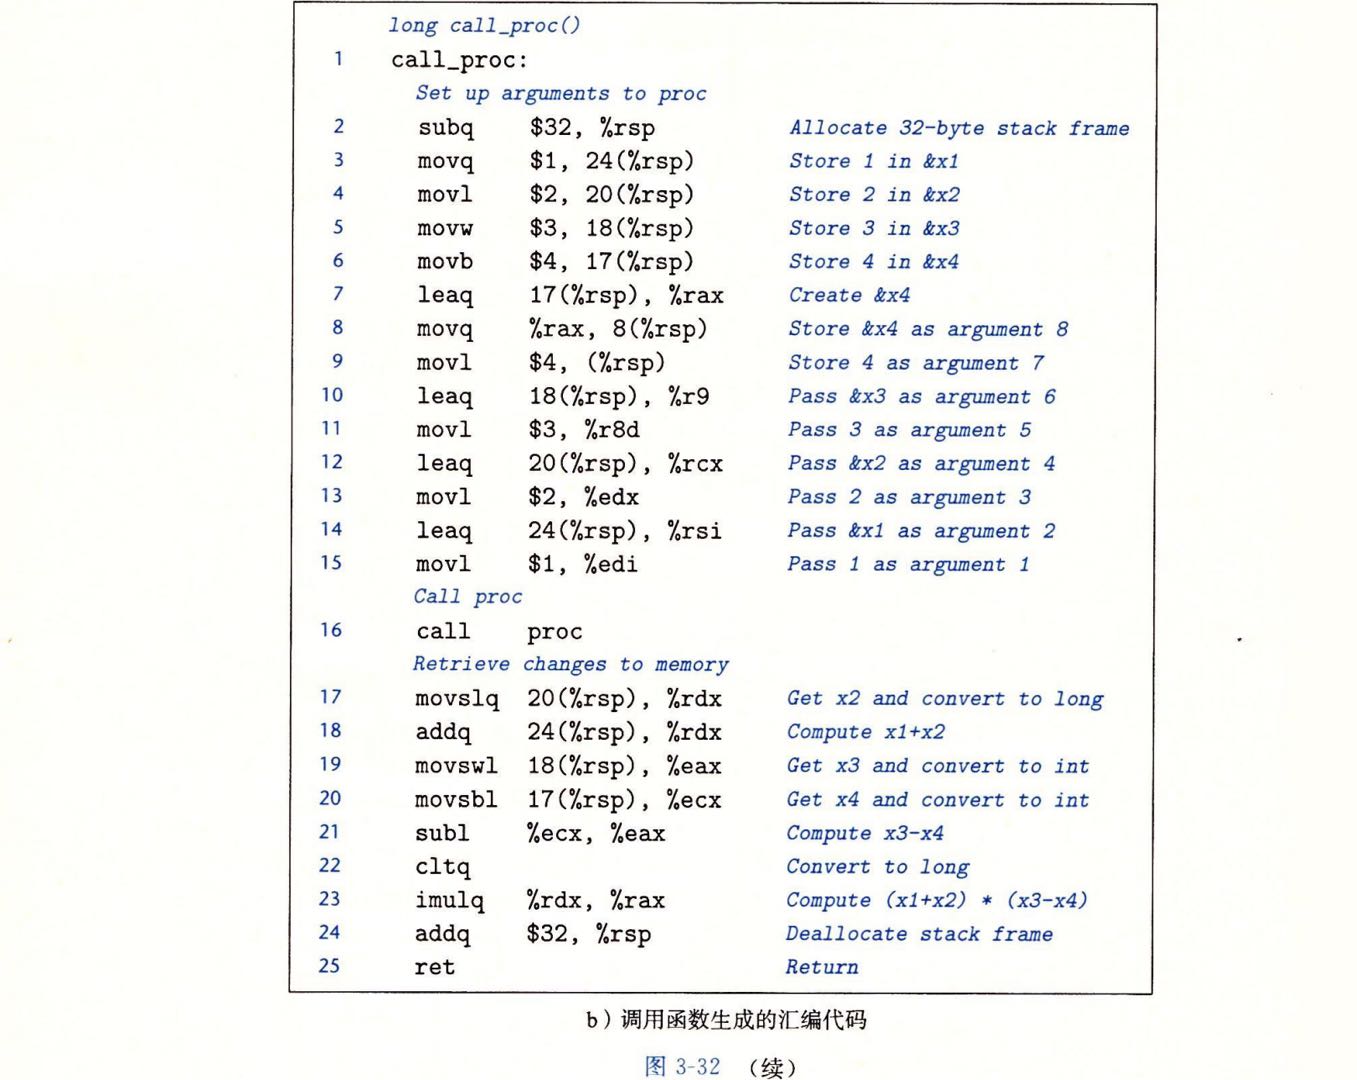 long call_proc()
1 call_proc:
Set up arguments to proc
2 subq $32, %rsp Allocate 32-byte stack frame
3 movq $1, 24(%rsp) Store 1 in &x1
4 movl $2, 20(%rsp) Store 2 in &x2
5 movw $3, 18(%rsp) Store 3 in &x3
6 movb $4, 17(%rsp) Store 4 in &x4
7 leaq 17(%rsp), %rax Create &x4
8 movq %rax, 8(%rsp) Store &x4 as argument 8
9 movl $4, (%rsp) Store 4 as argument 7
10 leaq 18(%rsp), %r9 Pass &x3 as argument 6
11 movl $3, %r8d Pass 3 as argument 5
12 leaq 20(%rsp), %rcx Pass &x2 as argument 4
13 movl $2, %edx Pass 2 as argument 3
14 leaq 24(%rsp), %rsi Pass &x1 as argument 2
15 movl $1, %edi Pass 1 as argument 1
Call proc
16 call proc
Retrieve changes to memory
17 movslq 20(%rsp), %rdx Get x2 and convert to long
18 addq 24(%rsp), %rdx Compute x1+x2
19 movswl 18(%rsp), %eax Get x3 and convert to int
20 movsbl 17(%rsp), %ecx Get x4 and convert to int
21 subl %ecx, %eax Compute x3-x4
22 cltq Convert to long
23 imulq %rdx, %rax Compute (x1+x2) * (x3-x4)
24 addq $32, %rsp Deallocate stack frame
25 ret Return
b）调用函数生成的汇编代码
图 3-32 （续）